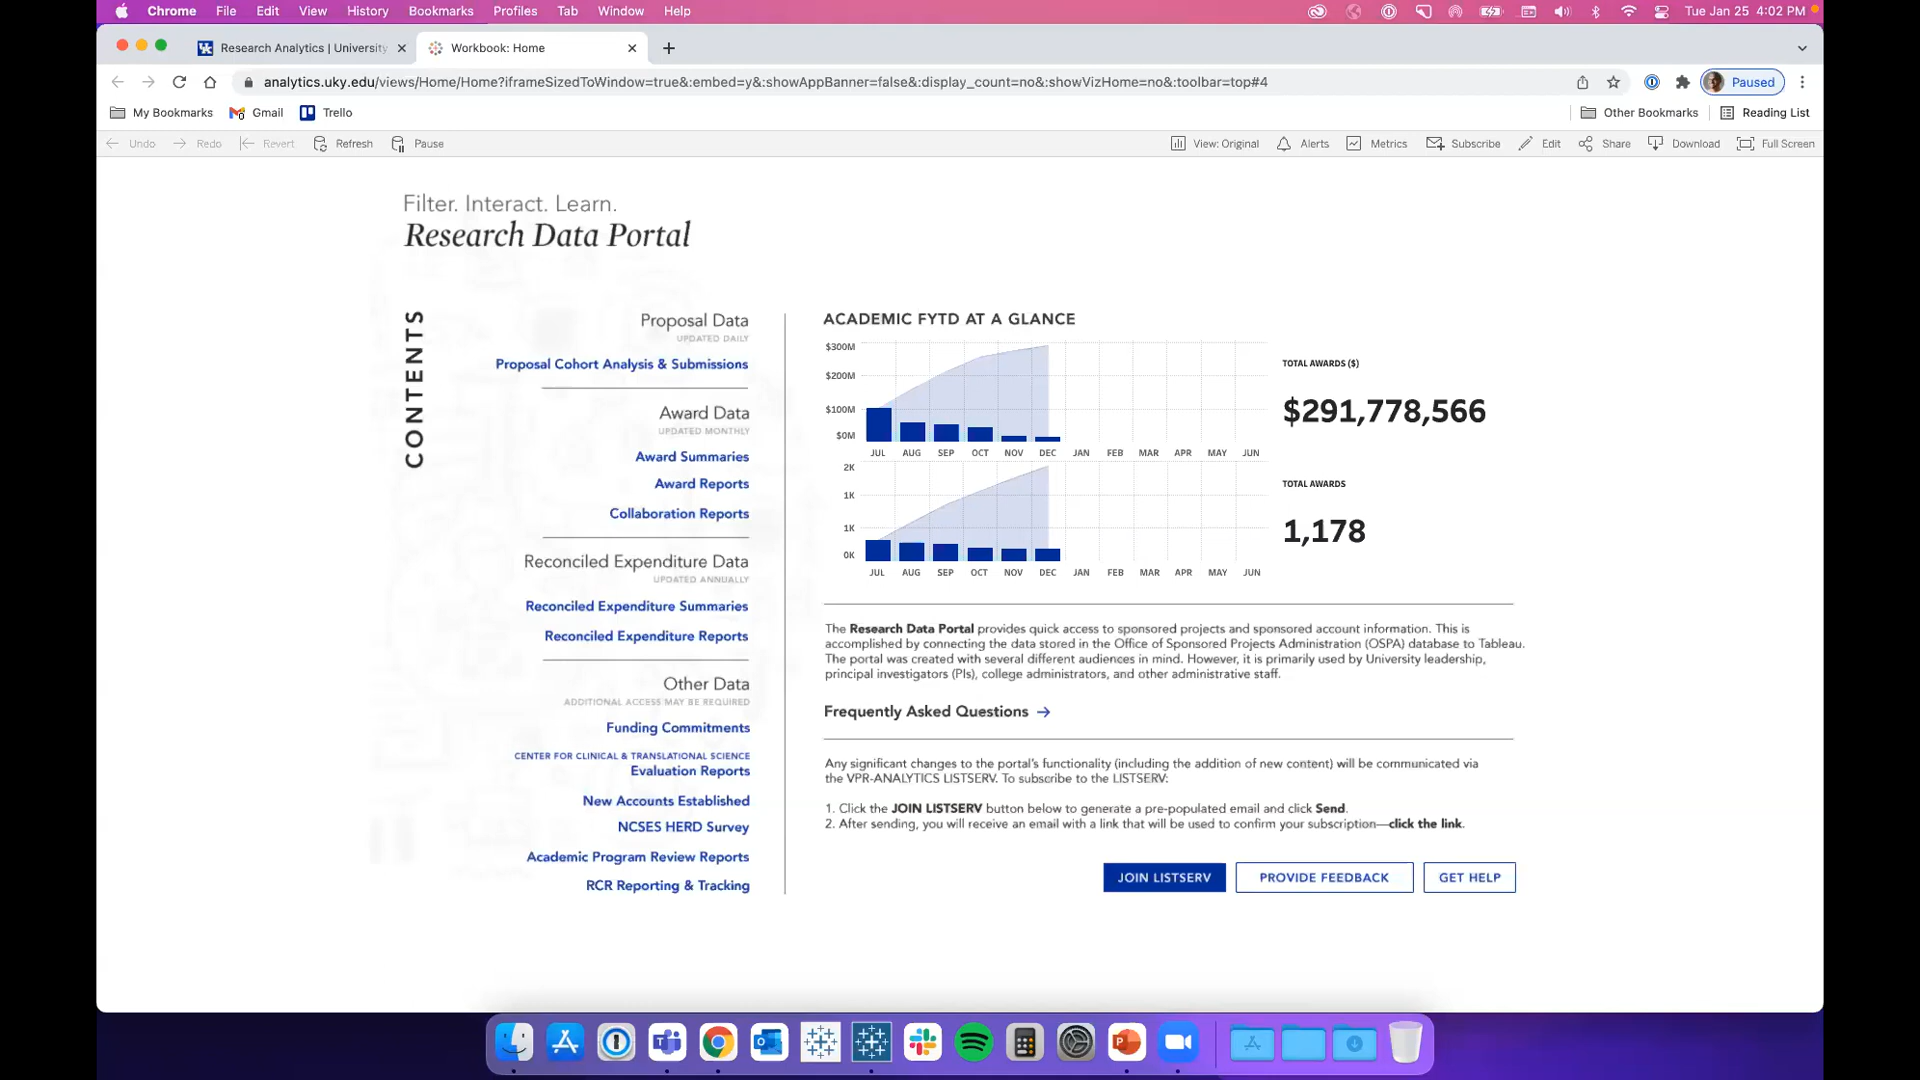 Chrome File Edit View History Bookmarks Profiles Tab Window Help Tue Jan 25 4:02 PM
Research Analytics | University Workbook: Home
analytics.uky.edu/views/Home/Home?iframeSizedToWindow=true&:embed=y&:showAppBanner=false&:display_count=no&:showVizHome=no&:toolbar=top#4 Paused
My Bookmarks Gmail Trello Other Bookmarks Reading List
Undo Redo Revert Refresh Pause View: Original Alerts Metrics Subscribe Edit Share Download Full Screen
Filter. Interact. Learn.
Research Data Portal
CONTENTS
Proposal Data
UPDATED DAILY
Proposal Cohort Analysis & Submissions
Award Data
UPDATED MONTHLY
Award Summaries
Award Reports
Collaboration Reports
Reconciled Expenditure Data
UPDATED ANNUALLY
Reconciled Expenditure Summaries
Reconciled Expenditure Reports
Other Data
ADDITIONAL ACCESS MAY BE REQUIRED
Funding Commitments
CENTER FOR CLINICAL & TRANSLATIONAL SCIENCE
Evaluation Reports
New Accounts Established
NCSES HERD Survey
Academic Program Review Reports
RCR Reporting & Tracking
ACADEMIC FYTD AT A GLANCE
$300M
$200M
$100M
$0M
JUL AUG SEP OCT NOV DEC JAN FEB MAR APR MAY JUN
TOTAL AWARDS ($)
$291,778,566
2K
1K
1K
0K
JUL AUG SEP OCT NOV DEC JAN FEB MAR APR MAY JUN
TOTAL AWARDS
1,178
The Research Data Portal provides quick access to sponsored projects and sponsored account information. This is
accomplished by connecting the data stored in the Office of Sponsored Projects Administration (OSPA) database to Tableau.
The portal was created with several different audiences in mind. However, it is primarily used by University leadership,
principal investigators (PIs), college administrators, and other administrative staff.
Frequently Asked Questions →
Any significant changes to the portal's functionality (including the addition of new content) will be communicated via
the VPR-ANALYTICS LISTSERV. To subscribe to the LISTSERV:
1. Click the JOIN LISTSERV button below to generate a pre-populated email and click Send.
2. After sending, you will receive an email with a link that will be used to confirm your subscription—click the link.
JOIN LISTSERV PROVIDE FEEDBACK GET HELP